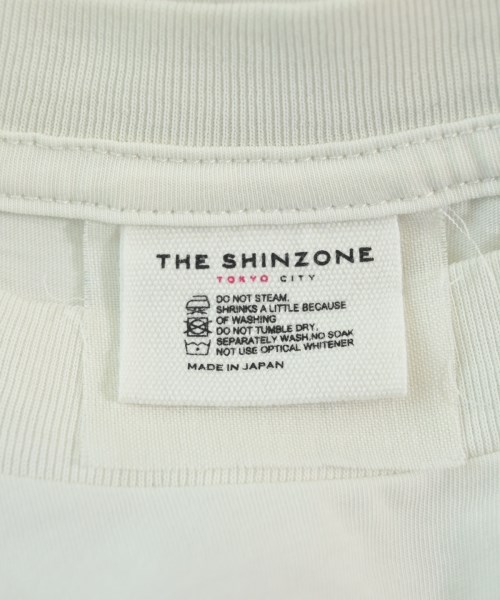 THE SHINZONE
TOKYO CITY
DO NOT STEAM.
SHRINKS A LITTLE BECAUSE
OF WASHING
DO NOT TUMBLE DRY.
SEPARATELY WASH.NO SOAK
NOT USE OPTICAL WHITENER
MADE IN JAPAN